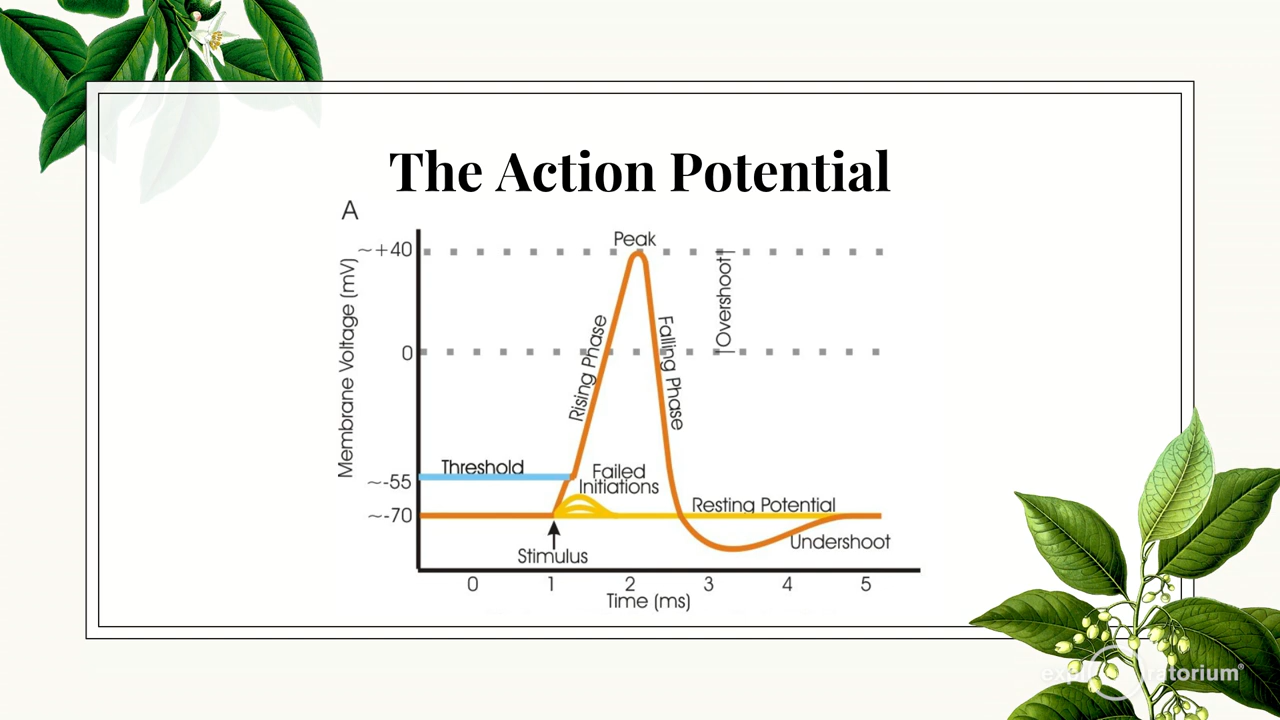 The Action Potential
A
Peak
~+40
Overshoot
Membrane Voltage (mV)
Rising Phase
Falling Phase
0
Threshold
Failed
Initiations
~-55
Resting Potential
~-70
Undershoot
Stimulus
0 1 2 3 4 5
Time (ms)